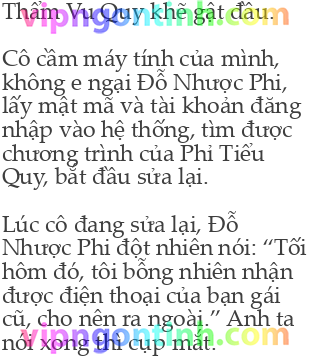 Thẩm Vu Quy khẽ gật đầu.
Cô cầm máy tính của mình,
không e ngại Đỗ Nhược Phi,
lấy mật mã và tài khoản đăng
nhập vào hệ thống, tìm được
chương trình của Phi Tiểu
Quy, bắt đầu sửa lại.
Lúc cô đang sửa lại, Đỗ
Nhược Phi đột nhiên nói: “Tối
hôm đó, tôi bỗng nhiên nhận
được điện thoại của bạn gái
cũ, cho nên ra ngoài.” Anh ta
nói xong thì cụp mắt.
vipngontinh.com
vipngontinh.com